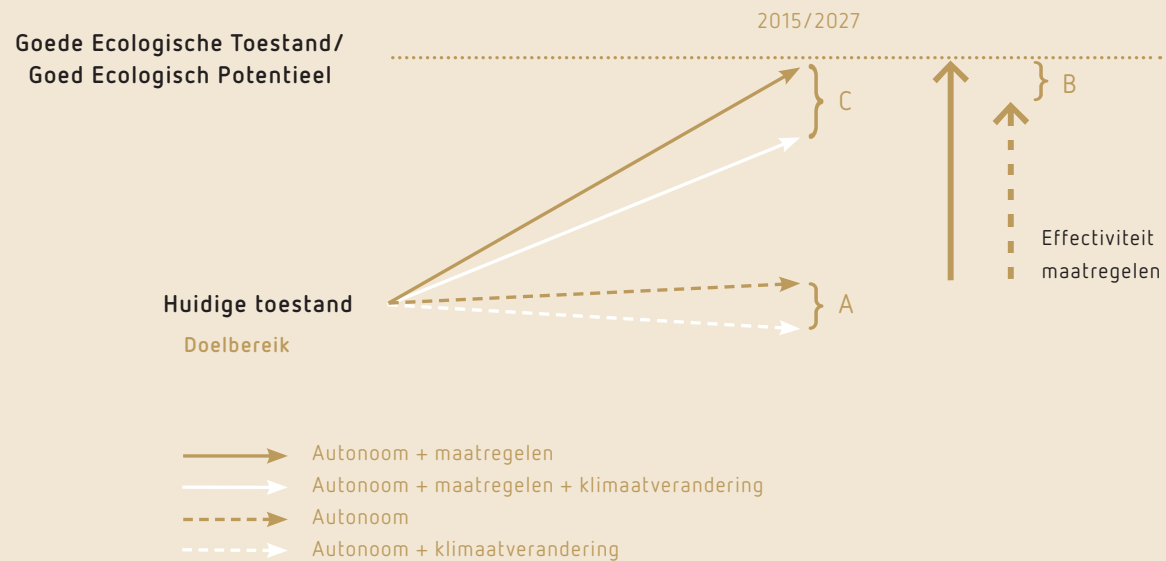 2015/2027
Goede Ecologische Toestand/
Goed Ecologisch Potentieel
B
C
Effectiviteit
maatregelen
Huidige toestand
A
Doelbereik
Autonoom + maatregelen
Autonoom + maatregelen + klimaatverandering
Autonoom
Autonoom + klimaatverandering